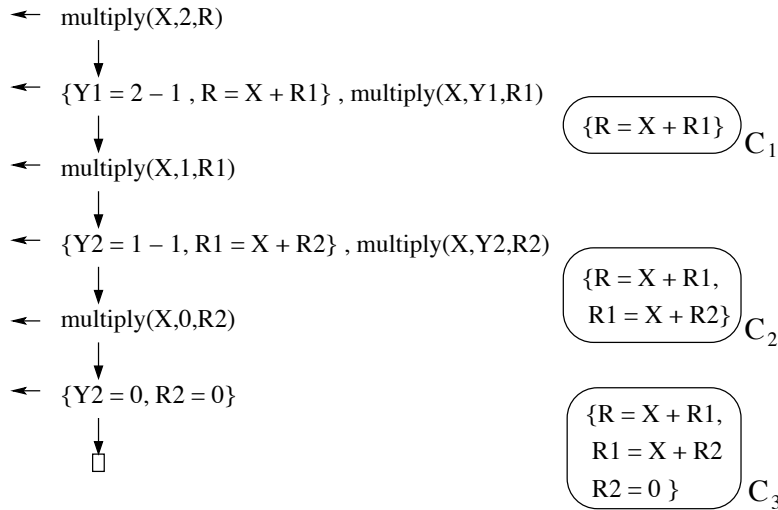 ← multiply(X,2,R)
← {Y1 = 2 – 1 , R = X + R1} , multiply(X,Y1,R1)
{R = X + R1} C1
← multiply(X,1,R1)
← {Y2 = 1 – 1, R1 = X + R2} , multiply(X,Y2,R2)
{R = X + R1,
R1 = X + R2} C2
← multiply(X,0,R2)
← {Y2 = 0, R2 = 0}
{R = X + R1,
R1 = X + R2
R2 = 0 } C3